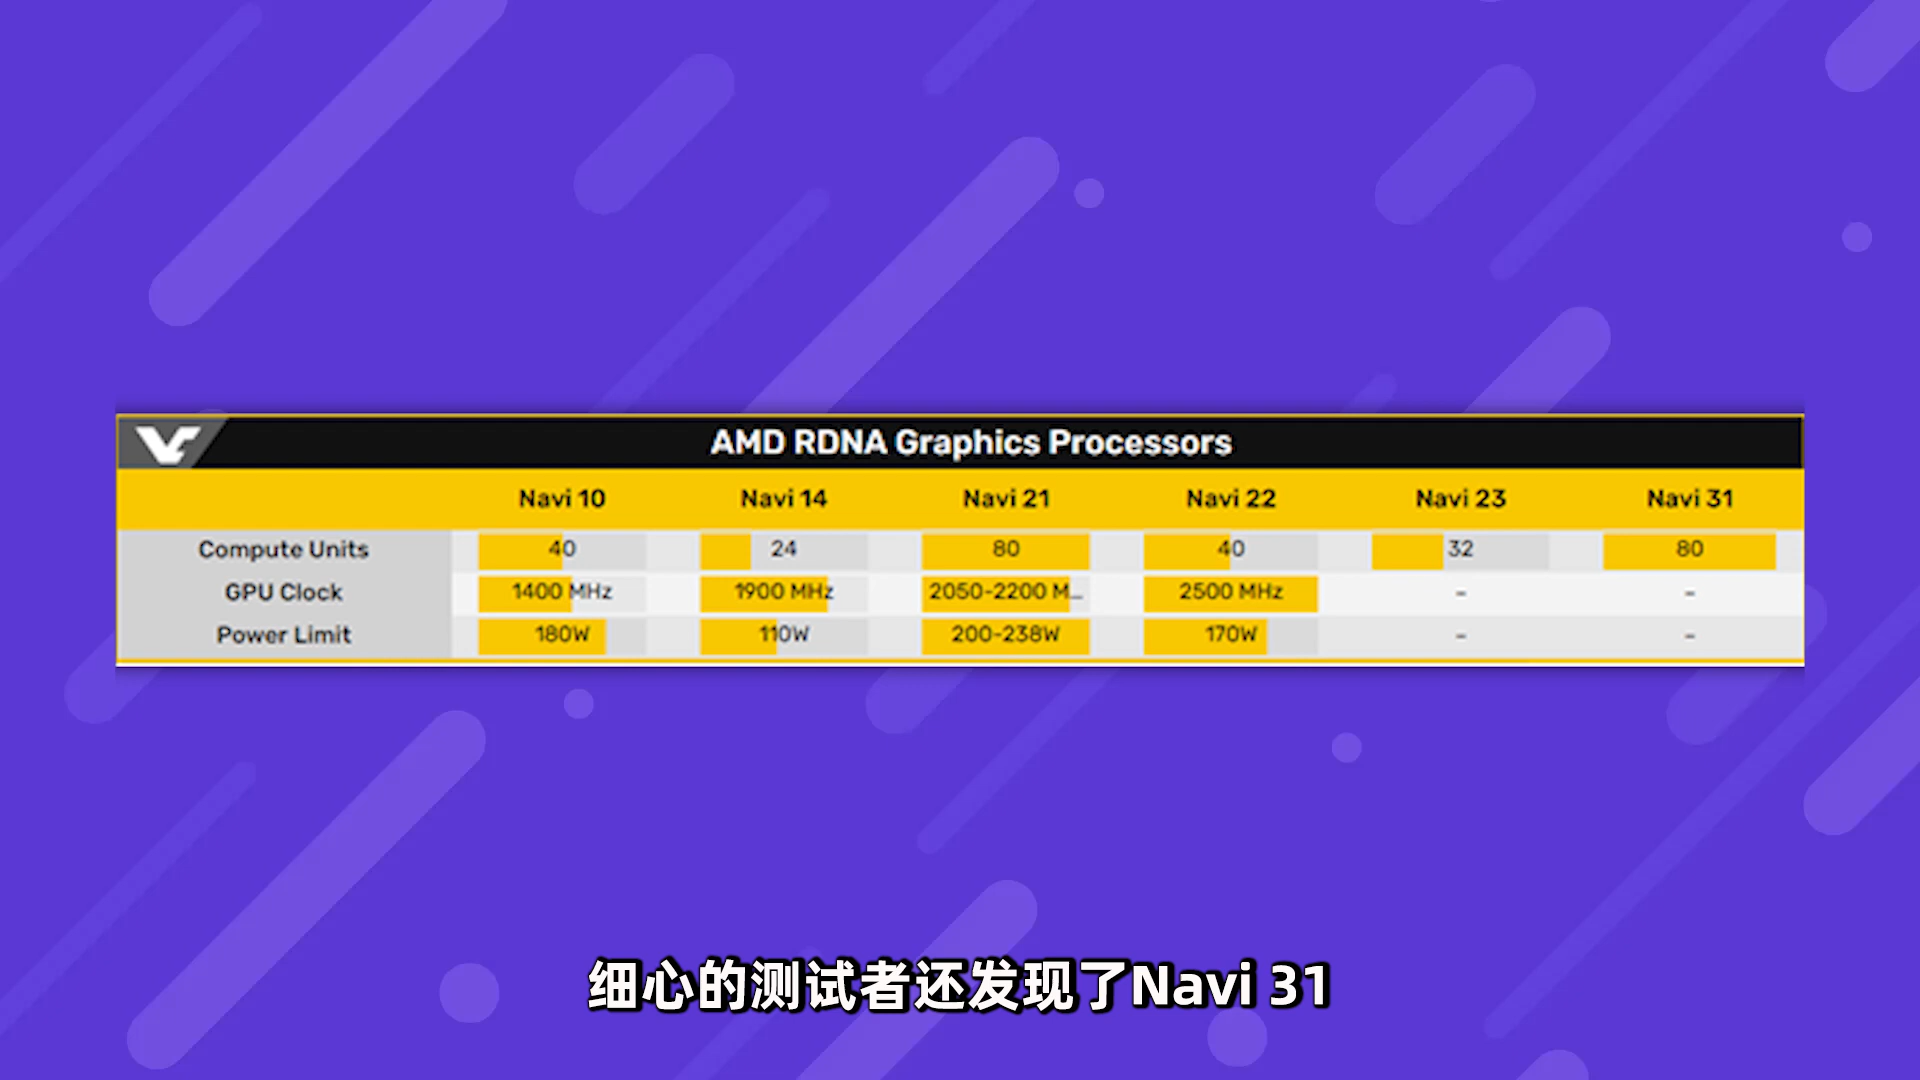 AMD RDNA Graphics Processors
Navi 10 Navi 14 Navi 21 Navi 22 Navi 23 Navi 31
Compute Units 40 24 80 40 32 80
GPU Clock 1400 MHz 1900 MHz 2050-2200 M... 2500 MHz - -
Power Limit 180W 110W 200-238W 170W - -
细心的测试者还发现了Navi 31